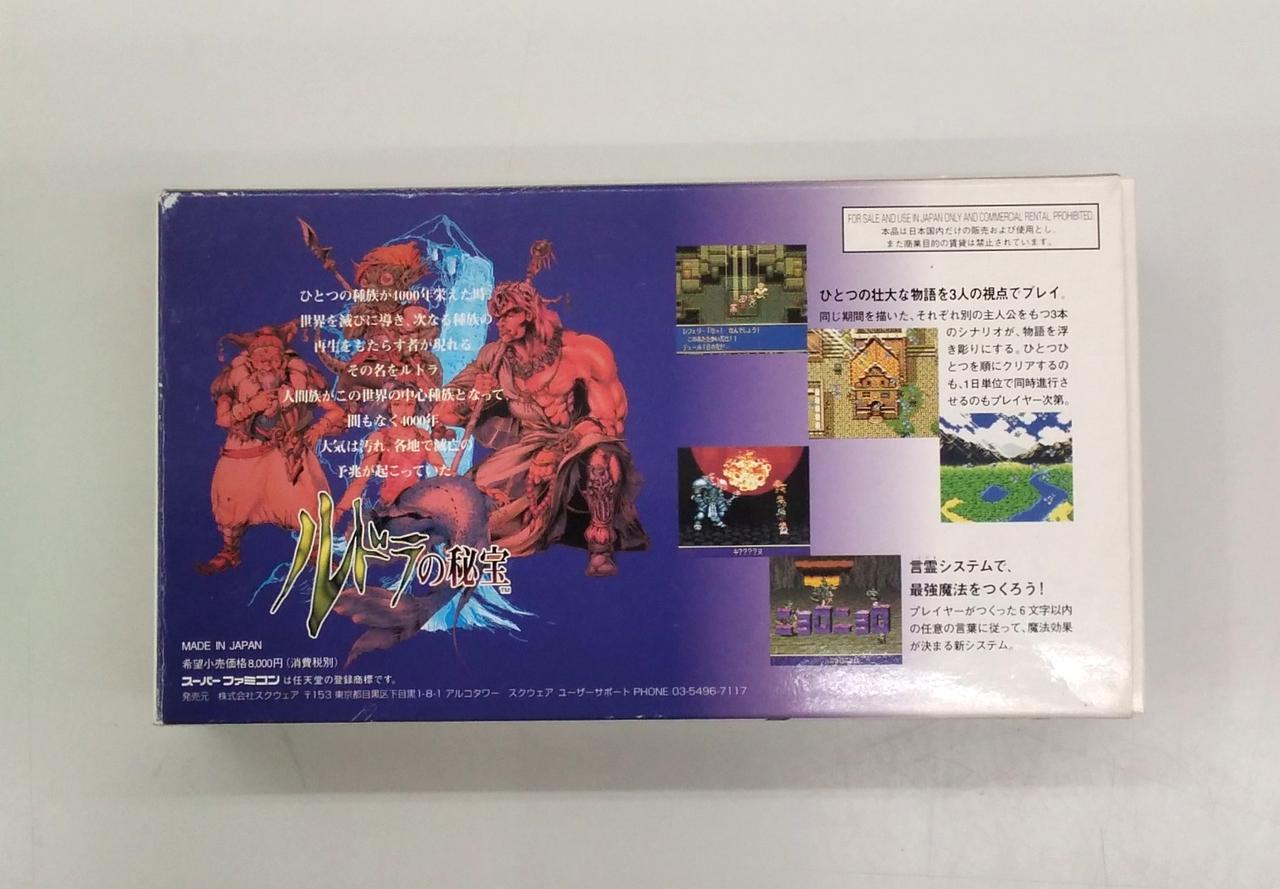 ひとつの種族が4000年栄えた時
世界を滅びに導き、次なる種族の
再生をもたらす者が現れる
その名をルドラ
人間族がこの世界の中心種族となって
間もなく4000年
大気は汚れ、各地で滅亡の
予兆が起こっていた
ルドラの秘宝
TM
MADE IN JAPAN
希望小売価格8,000円(消費税別)
スーパーファミコンは任天堂の登録商標です。
発売元 株式会社スクウェア 〒153 東京都目黒区下目黒1-8-1 アルコタワー スクウェア ユーザーサポート PHONE 03-5496-7117
FOR SALE AND USE IN JAPAN ONLY AND COMMERCIAL RENTAL PROHIBITED.
本品は日本国内だけの販売および使用とし、
また商業目的の賃貸は禁止されています。
ひとつの壮大な物語を3人の視点でプレイ。
同じ期間を描いた、それぞれ別の主人公をもつ3本
のシナリオが、物語を浮
き彫りにする。ひとつひ
とつを順にクリアするの
も、1日単位で同時進行さ
せるのもプレイヤー次第。
キ????ヌ
言霊システムで、
最強魔法をつくろう!
プレイヤーがつくった6文字以内
の任意の言葉に従って、魔法効果
が決まる新システム。